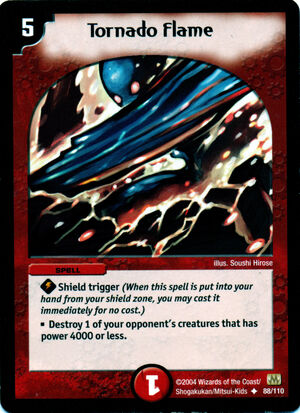 5
Tornado Flame
illus. Soushi Hirose
SPELL
Shield trigger (When this spell is put into your
hand from your shield zone, you may cast it
immediately for no cost.)
▪ Destroy 1 of your opponent's creatures that has
power 4000 or less.
1
©2004 Wizards of the Coast/
Shogakukan/Mitsui-Kids ♦ 88/110